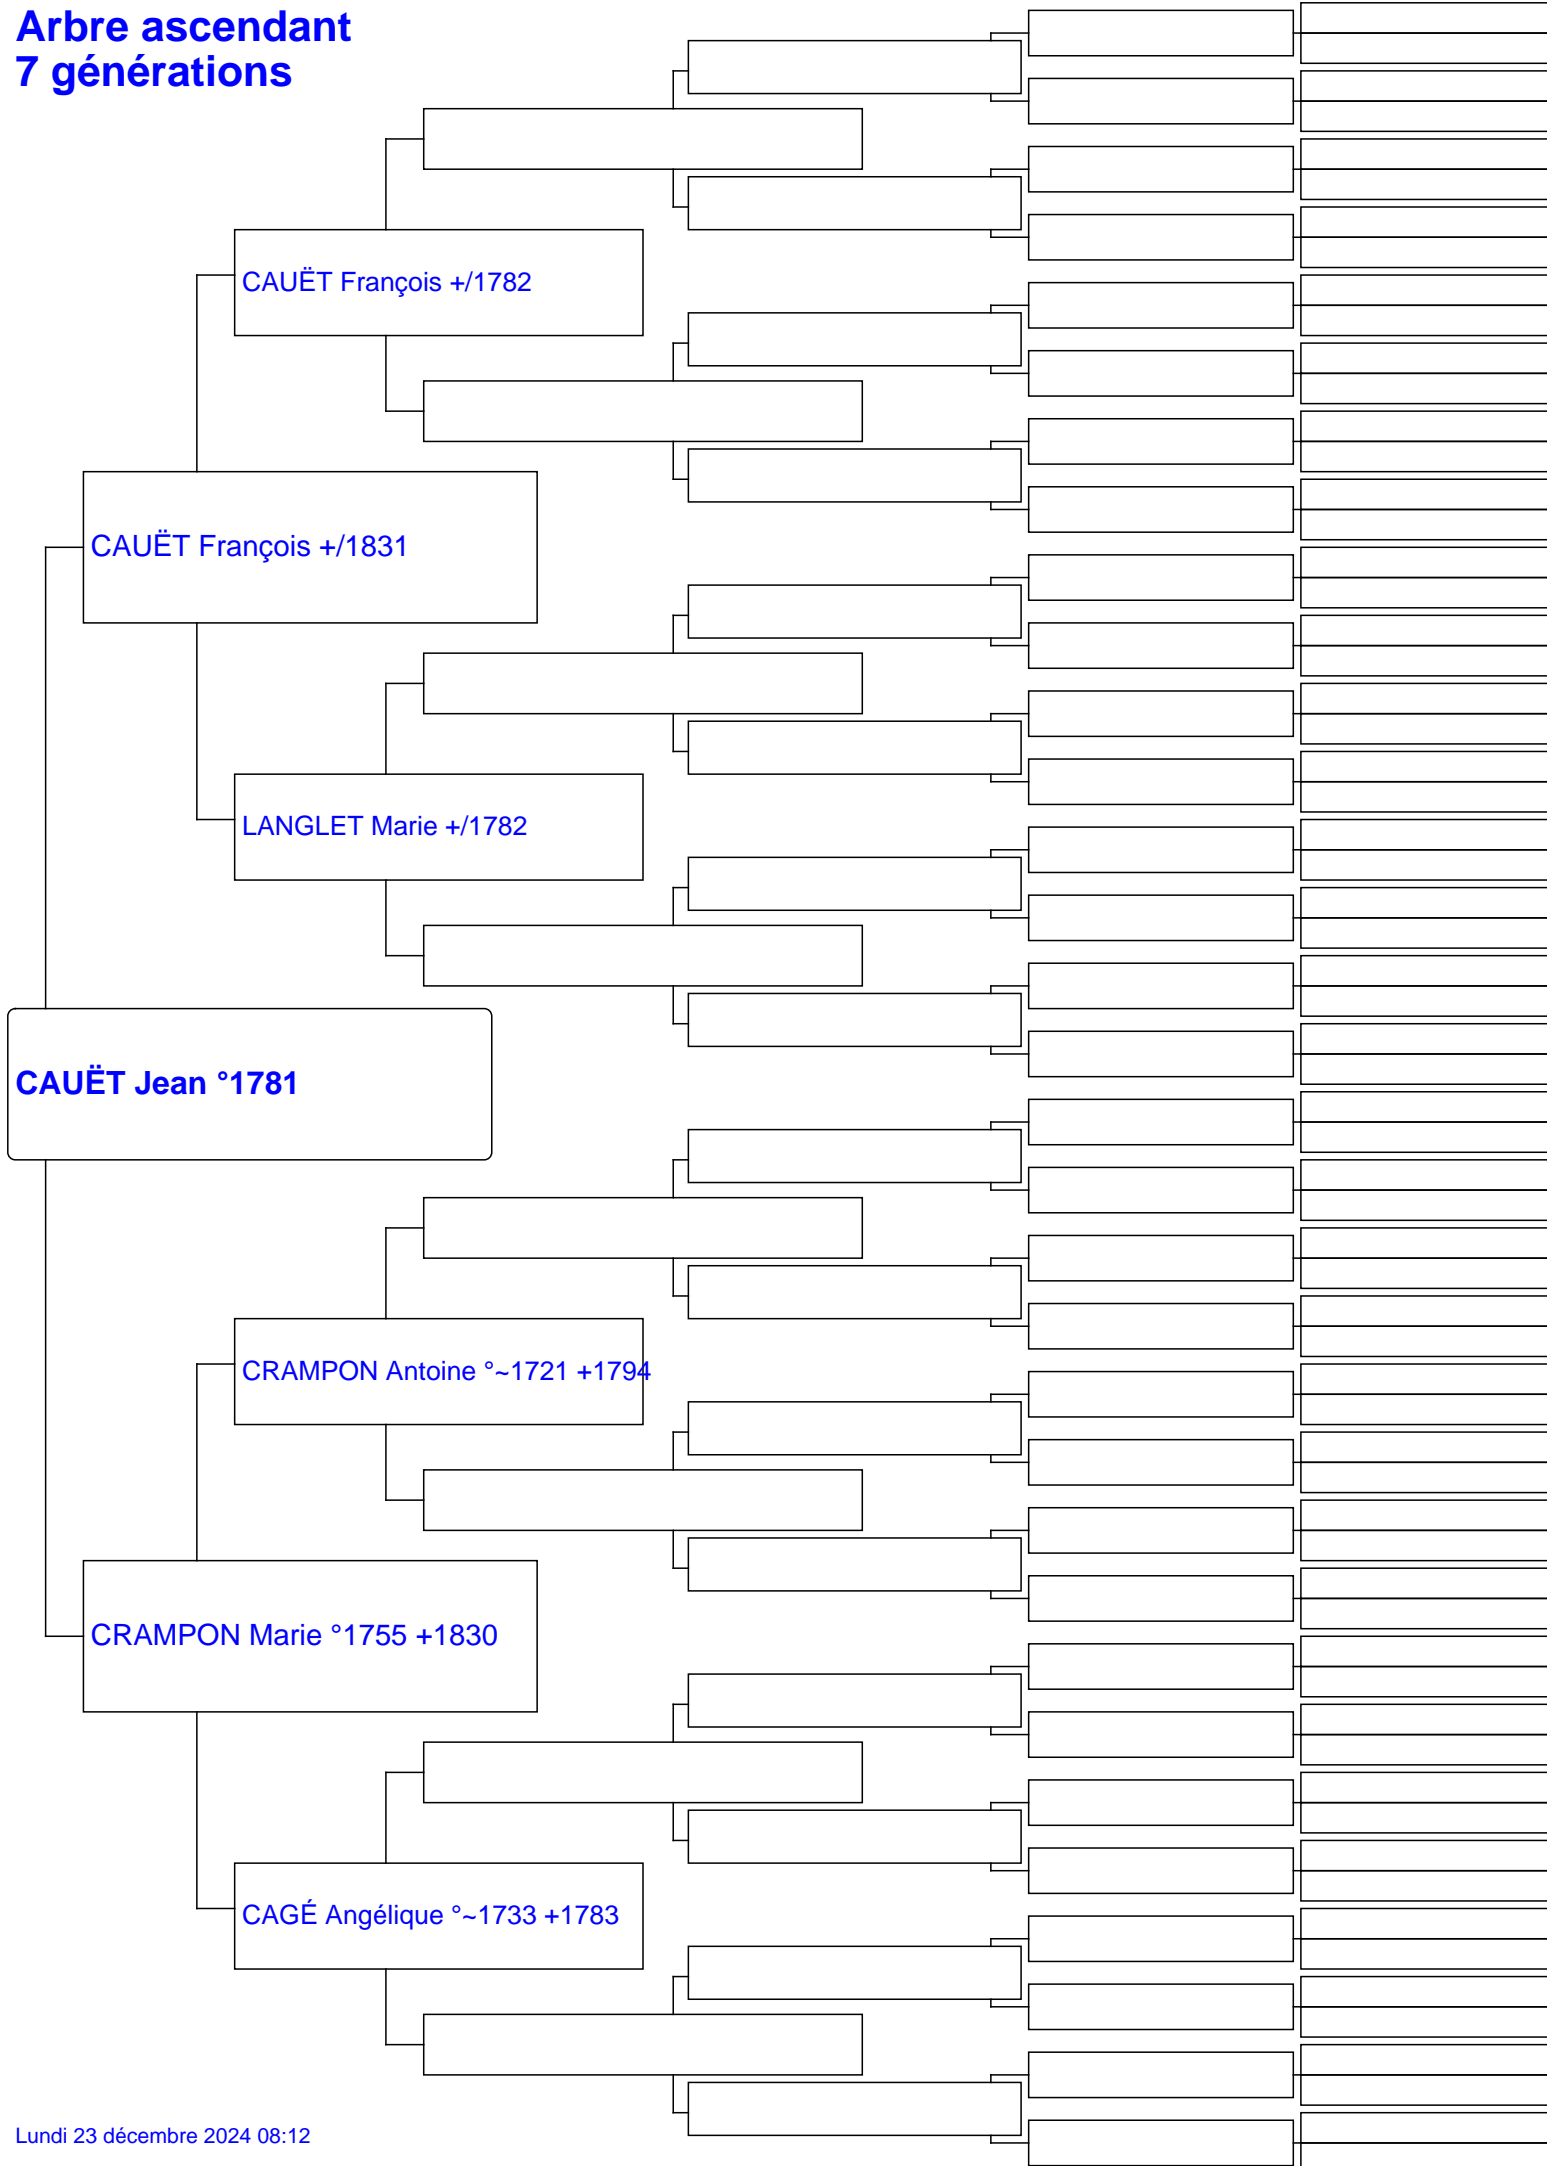 Arbre ascendant
7 générations
CAUËT François +/1782
CAUËT François +/1831
LANGLET Marie +/1782
CAUËT Jean °1781
CRAMPON Antoine °~1721 +1794
CRAMPON Marie °1755 +1830
CAGÉ Angélique °~1733 +1783
Lundi 23 décembre 2024 08:12